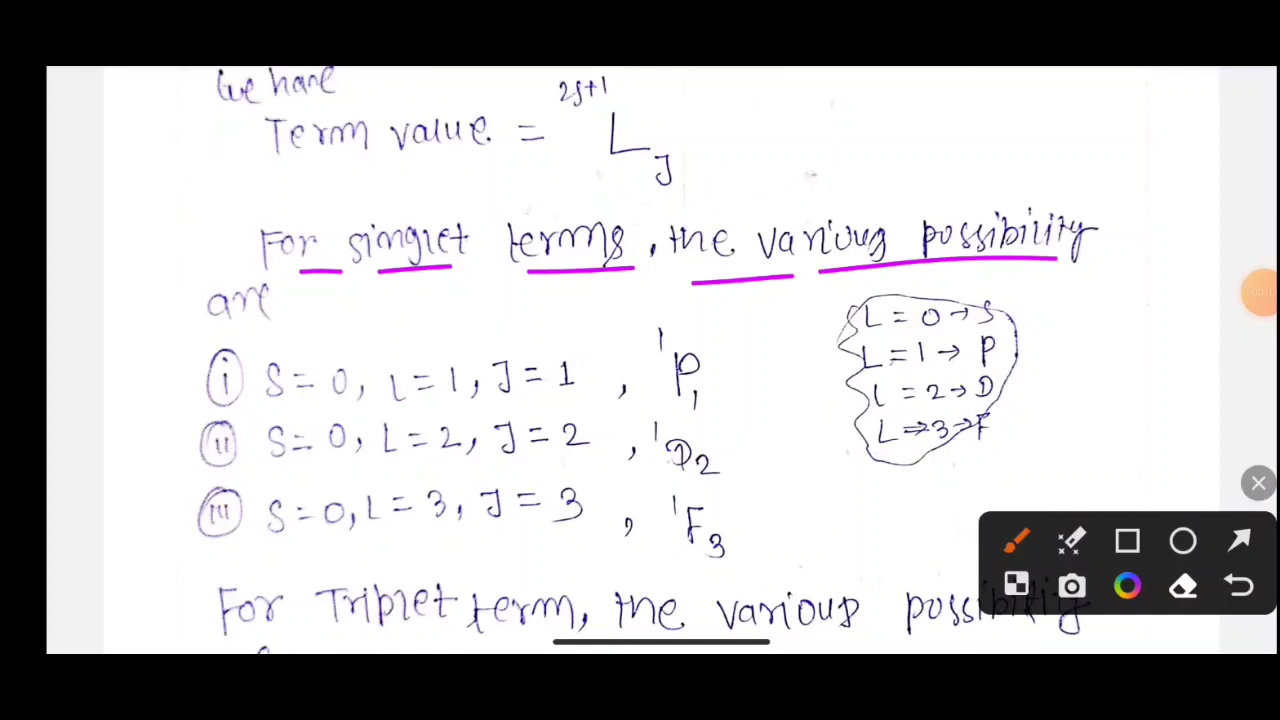 we have
Term value = ²ˢ⁺¹L_J
For singlet terms, the various possibility
are
(i) S = 0, L = 1, J = 1, ¹P₁
(ii) S = 0, L = 2, J = 2, ¹D₂
(iii) S = 0, L = 3, J = 3, ¹F₃
L = 0 → S
L = 1 → P
L = 2 → D
L ⇒ 3 → F
For Triplet term, the various possibility